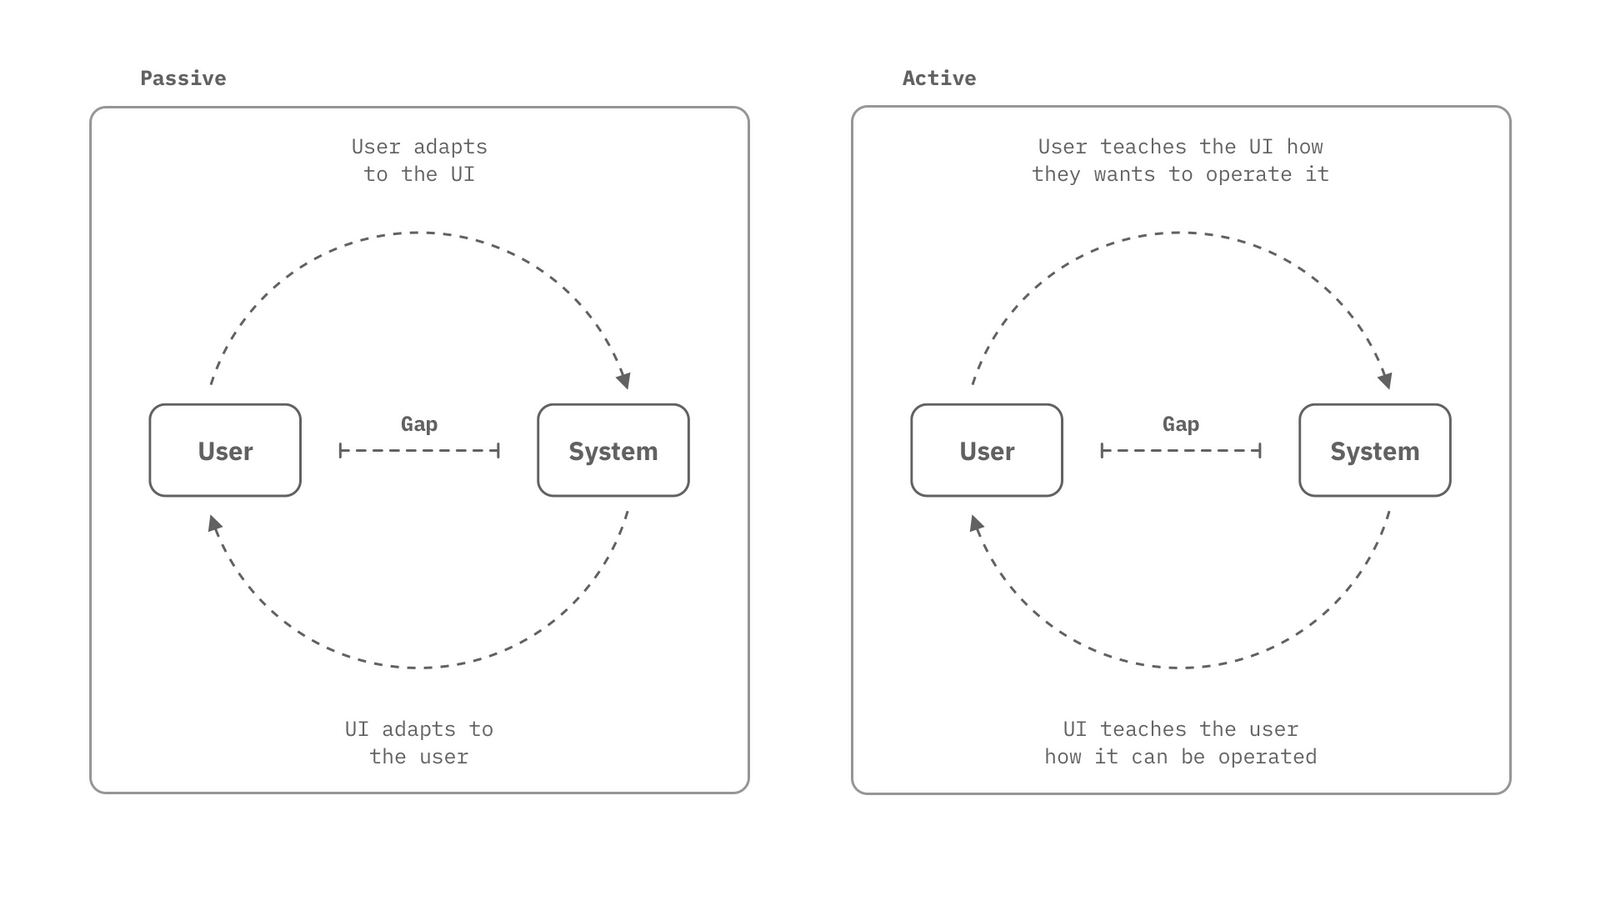 Passive
User adapts
to the UI
User
Gap
System
UI adapts to
the user
Active
User teaches the UI how
they wants to operate it
User
Gap
System
UI teaches the user
how it can be operated